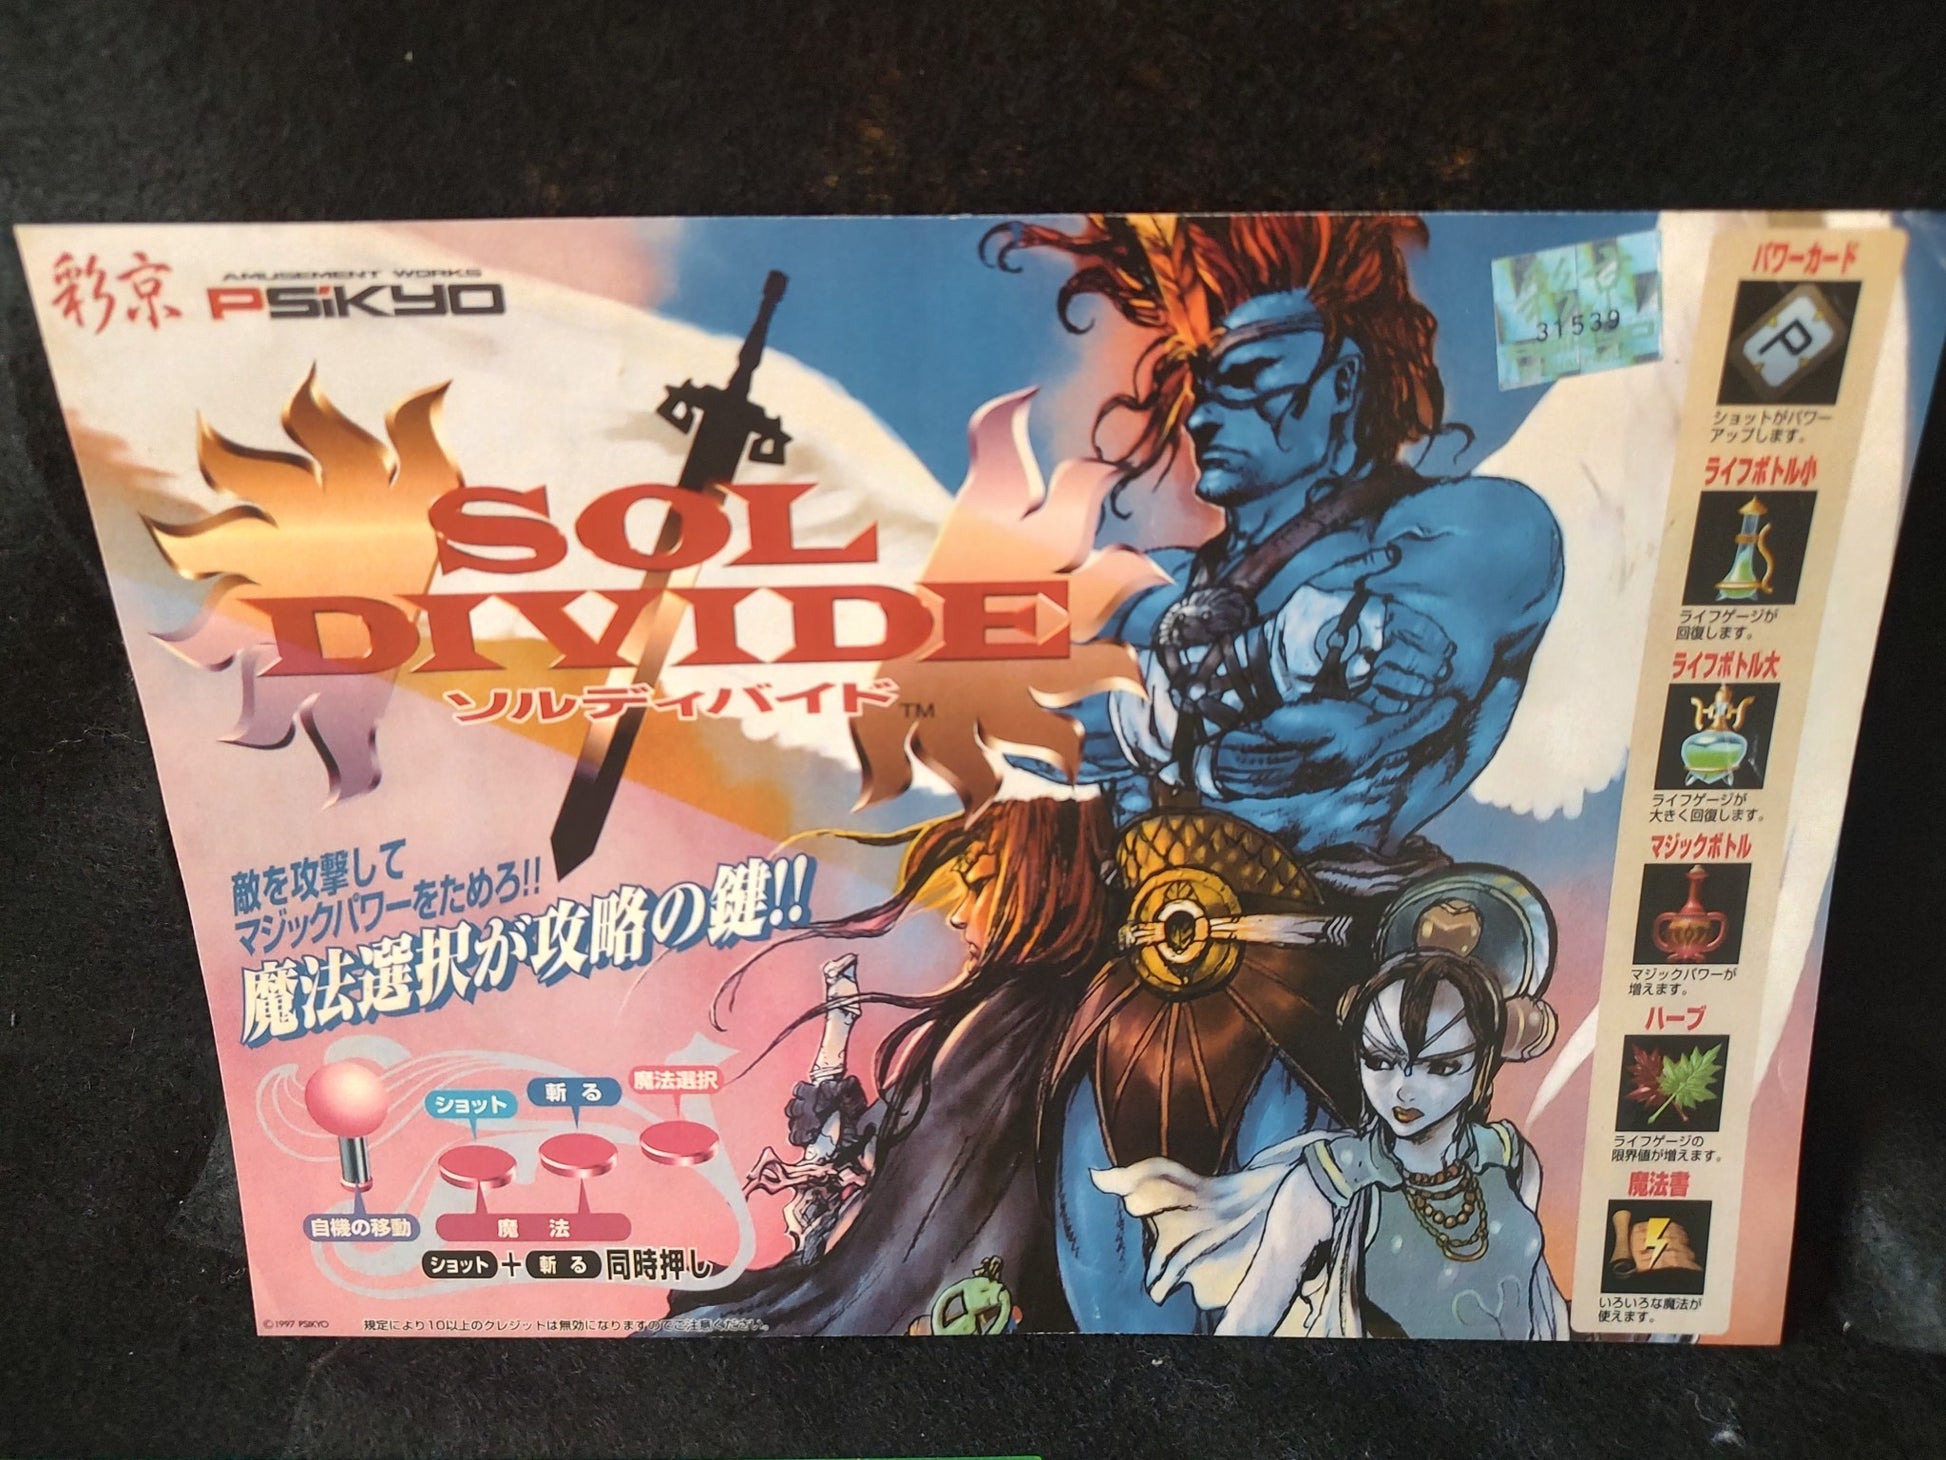 彩京
AMUSEMENT WORKS
PSiKYO
SOL
DIVIDE
ソルディバイド™
敵を攻撃して
マジックパワーをためろ!!
魔法選択が攻略の鍵!!
ショット
斬る
魔法選択
自機の移動
魔法
ショット+斬る同時押し
©1997 PSIKYO
規定により10以上のクレジットは無効になりますのでご注意ください。
31539
パワーカード
P
ショットがパワー
アップします。
ライフボトル小
ライフゲージが
回復します。
ライフボトル大
ライフゲージが
大きく回復します。
マジックボトル
マジックパワーが
増えます。
ハーブ
ライフゲージの
限界値が増えます。
魔法書
いろいろな魔法が
使えます。